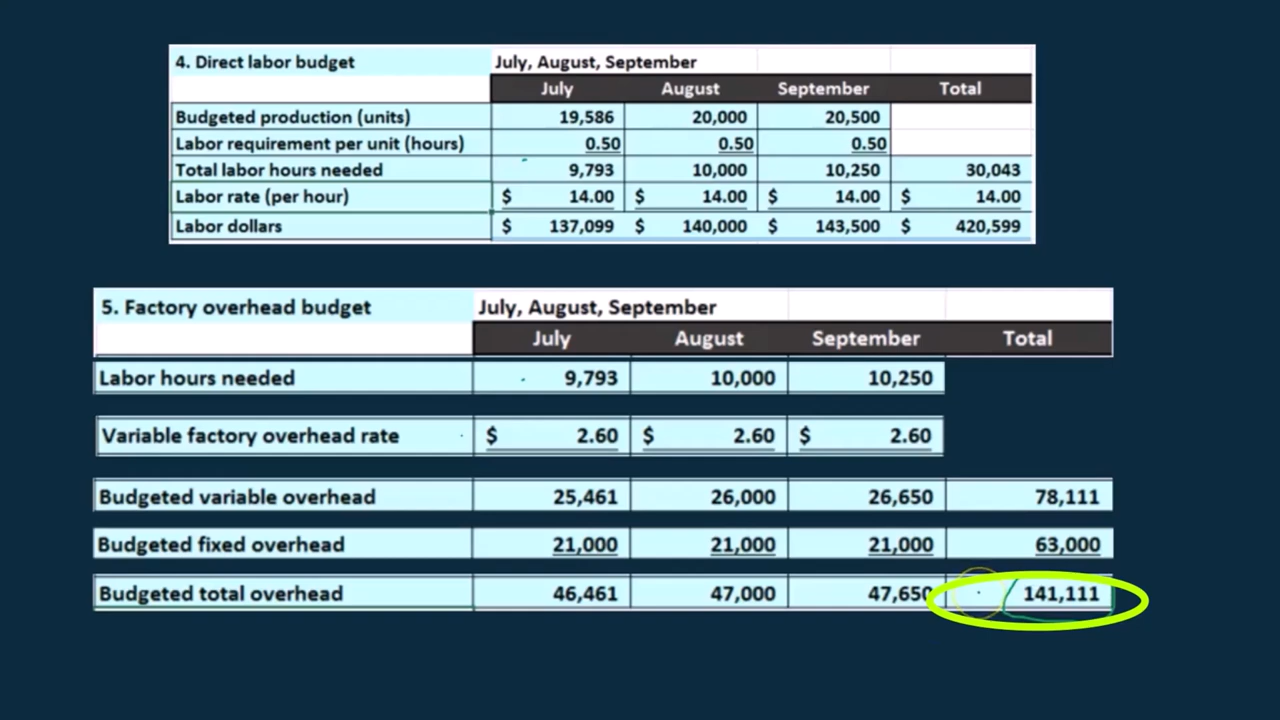 4. Direct labor budget July, August, September
July August September Total
Budgeted production (units) 19,586 20,000 20,500
Labor requirement per unit (hours) 0.50 0.50 0.50
Total labor hours needed 9,793 10,000 10,250 30,043
Labor rate (per hour) $ 14.00 $ 14.00 $ 14.00 $ 14.00
Labor dollars $ 137,099 $ 140,000 $ 143,500 $ 420,599
5. Factory overhead budget July, August, September
July August September Total
Labor hours needed 9,793 10,000 10,250
Variable factory overhead rate $ 2.60 $ 2.60 $ 2.60
Budgeted variable overhead 25,461 26,000 26,650 78,111
Budgeted fixed overhead 21,000 21,000 21,000 63,000
Budgeted total overhead 46,461 47,000 47,650 141,111